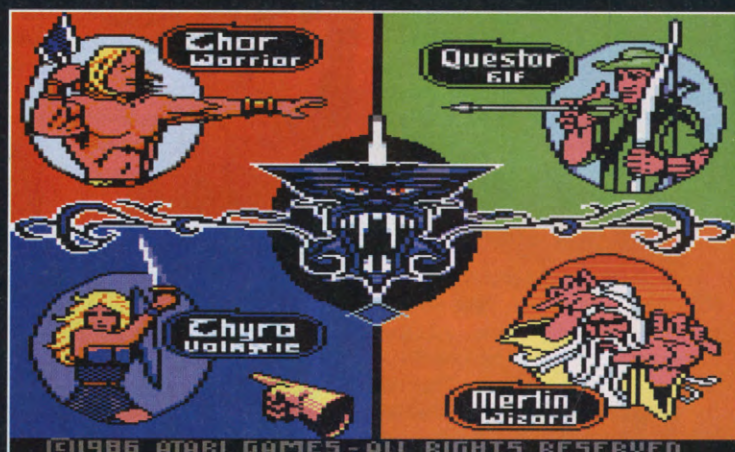 Thor
Warrior
Questor
Elf
Thyra
Valkyrie
Merlin
Wizard
(C)1986 ATARI GAMES-All RIGHTS RESERVED